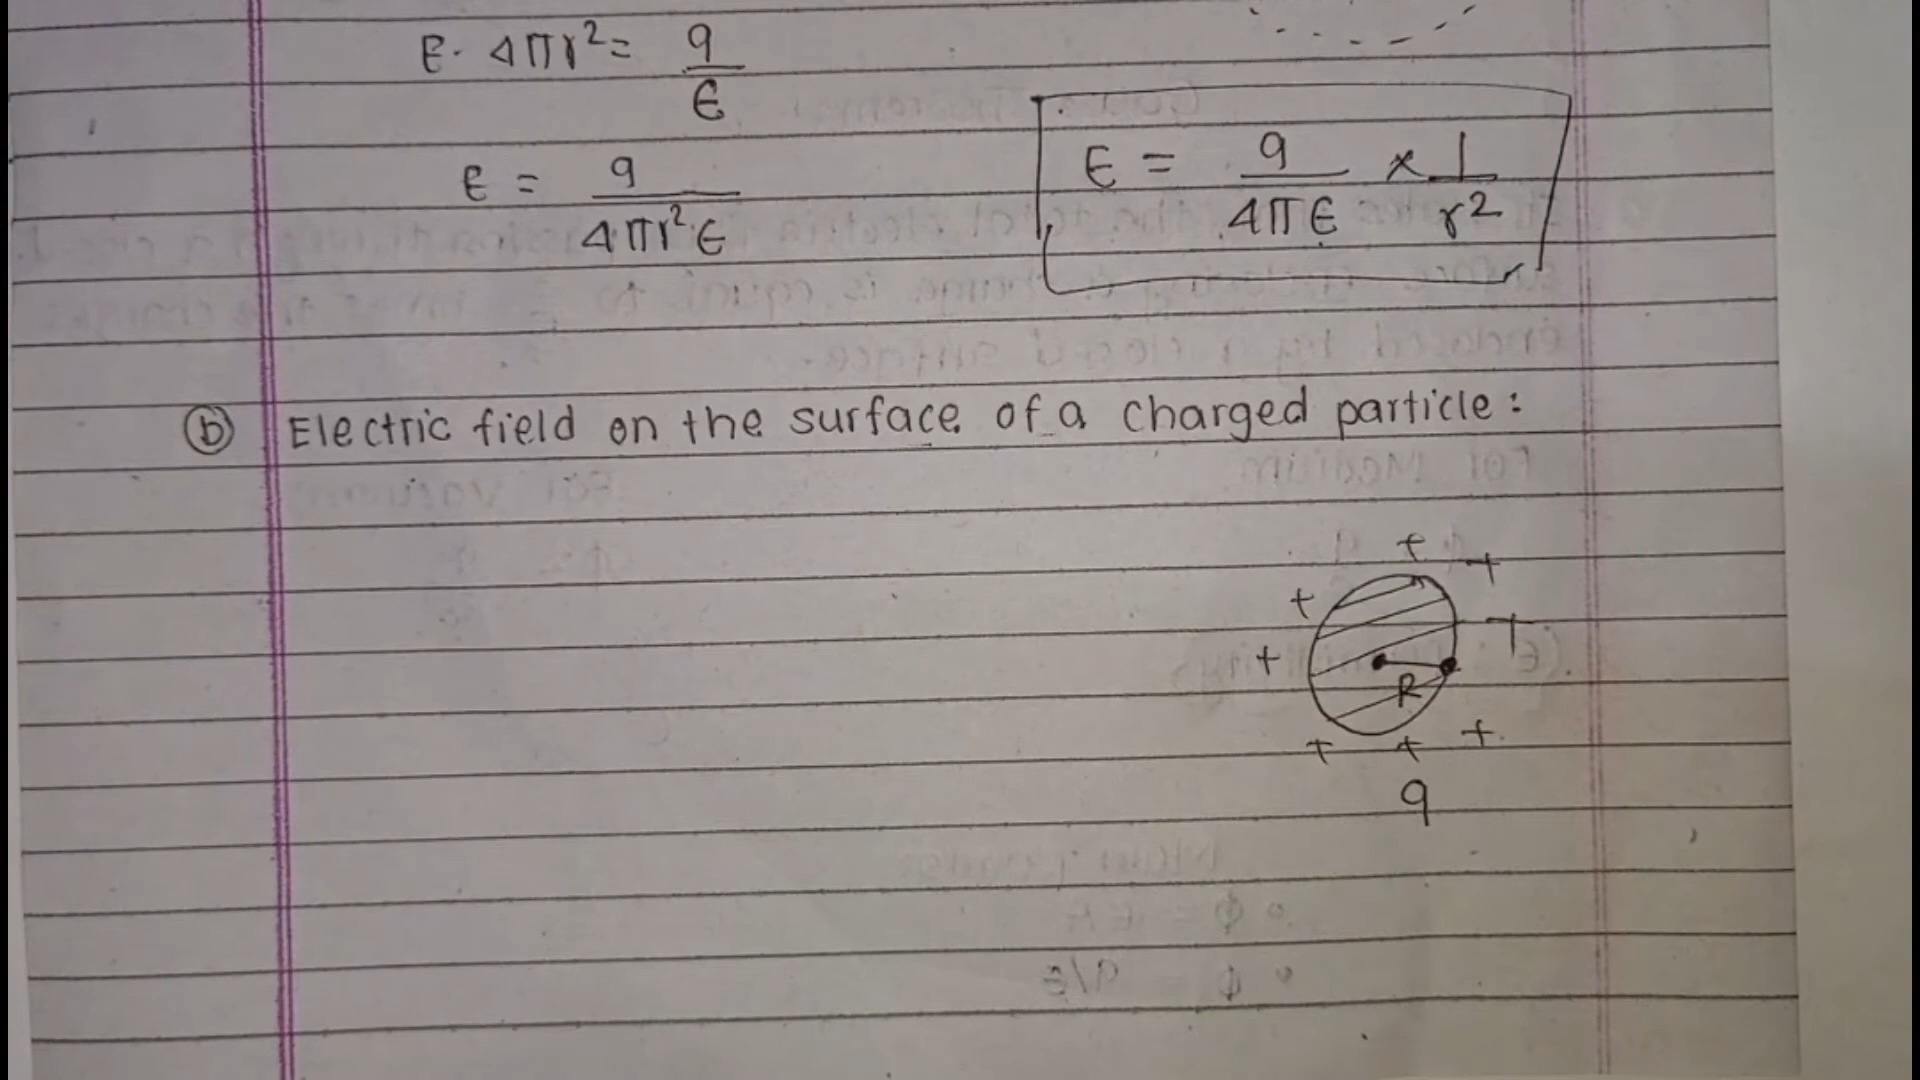 E. 4πr² = q/ϵ
E = q/4πr²ϵ
E = q/4πϵ × 1/r²
ⓑ Electric field on the surface of a charged particle:
+ +
+
+ +
R
+ + +
q